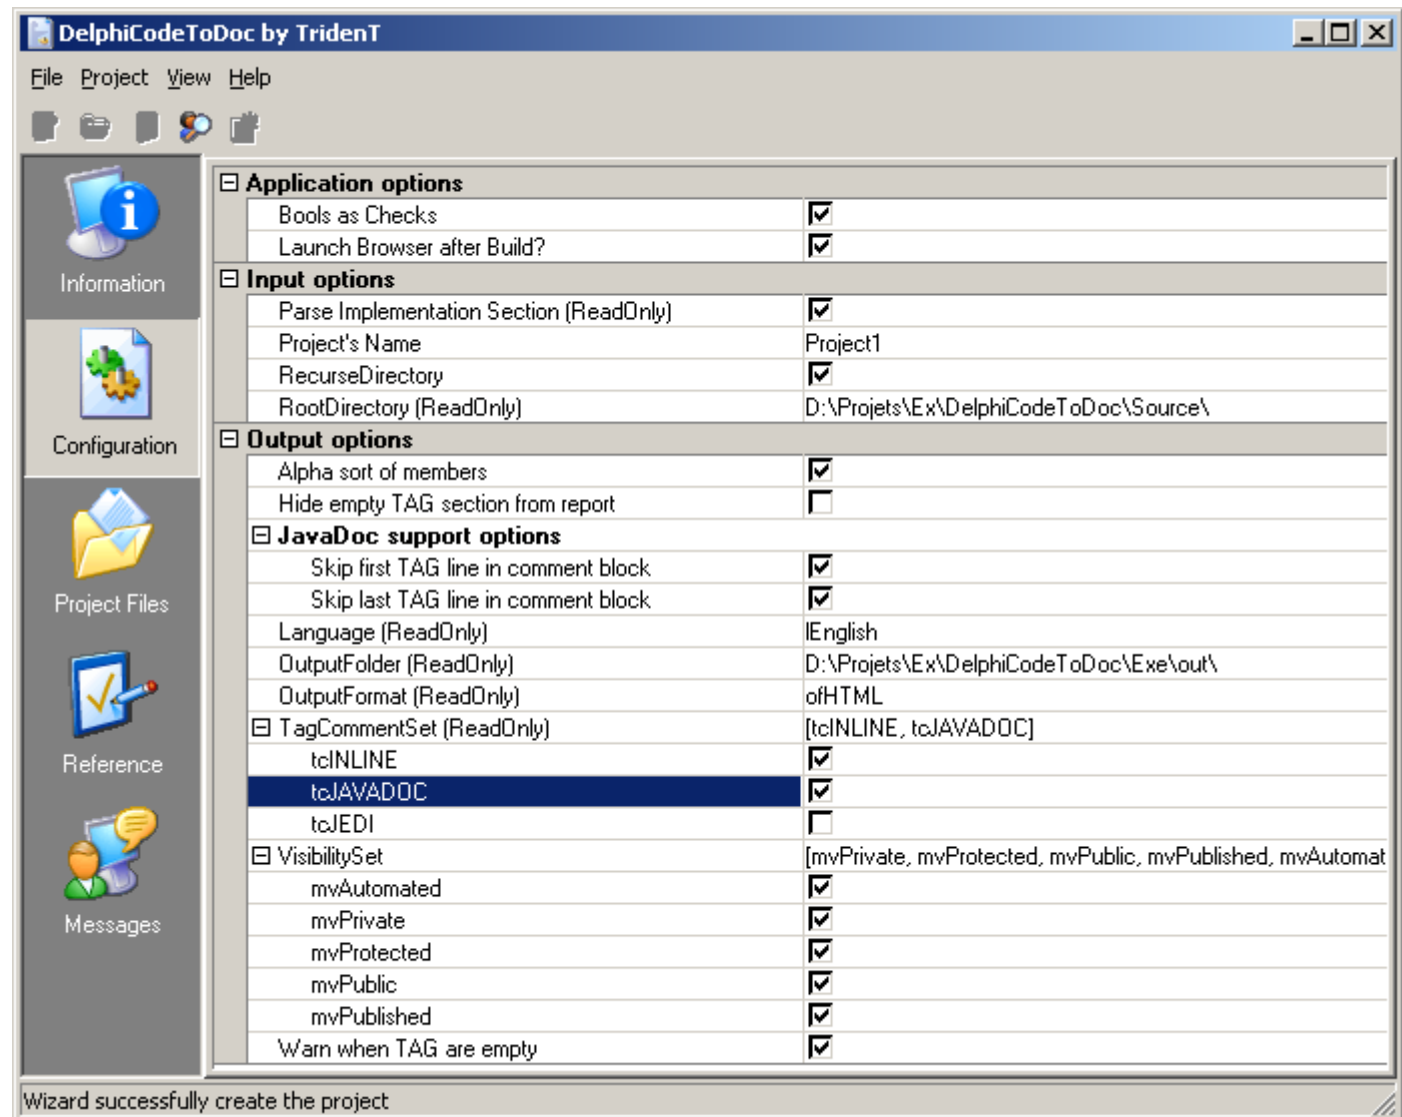 DelphiCodeToDoc by TridenT
File Project View Help
Information
Configuration
Project Files
Reference
Messages
Application options
Bools as Checks
Launch Browser after Build?
Input options
Parse Implementation Section (ReadOnly)
Project's Name Project1
RecurseDirectory
RootDirectory (ReadOnly) D:\Projets\Ex\DelphiCodeToDoc\Source\
Output options
Alpha sort of members
Hide empty TAG section from report
JavaDoc support options
Skip first TAG line in comment block
Skip last TAG line in comment block
Language (ReadOnly) lEnglish
OutputFolder (ReadOnly) D:\Projets\Ex\DelphiCodeToDoc\Exe\out\
OutputFormat (ReadOnly) ofHTML
TagCommentSet (ReadOnly) [tcINLINE, tcJAVADOC]
tcINLINE
tcJAVADOC
tcJEDI
VisibilitySet [mvPrivate, mvProtected, mvPublic, mvPublished, mvAutomat
mvAutomated
mvPrivate
mvProtected
mvPublic
mvPublished
Warn when TAG are empty
Wizard successfully create the project